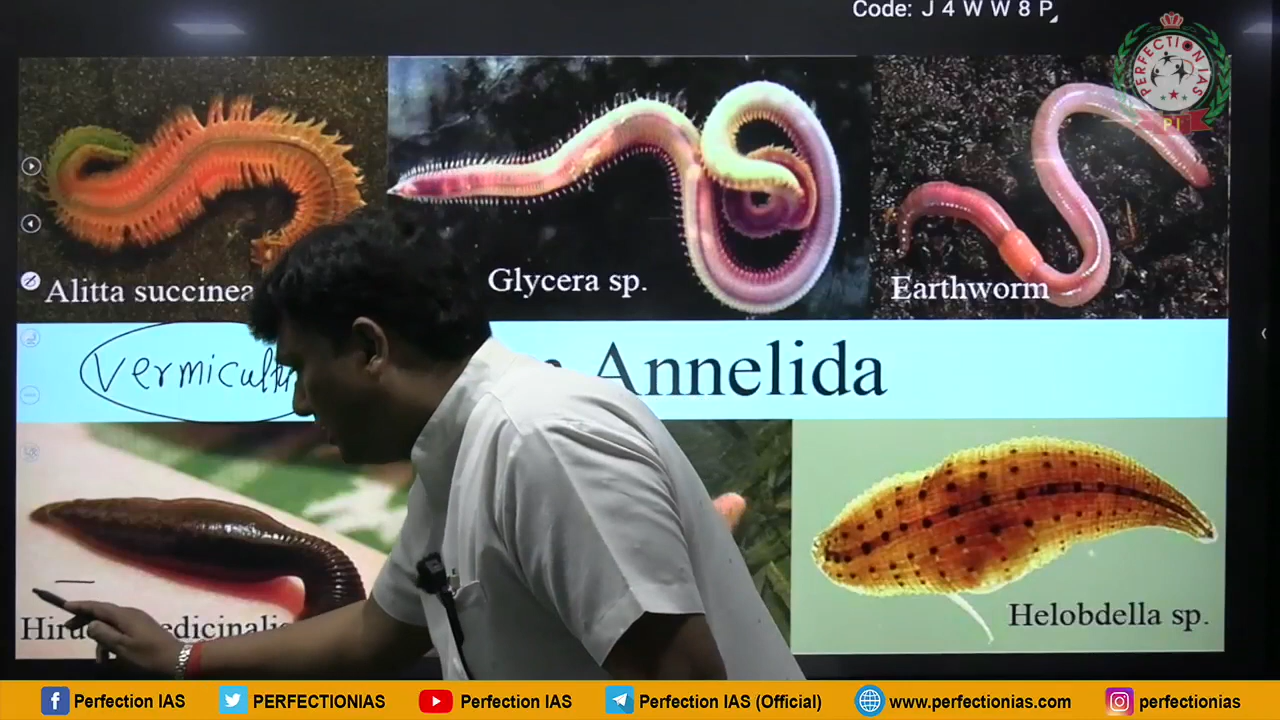 Code: J 4 W W 8 P
PERFECTION IAS
PI
Alitta succinea
Glycera sp.
Earthworm
Annelida
Helobdella sp.
Perfection IAS
PERFECTIONIAS
Perfection IAS
Perfection IAS (Official)
www.perfectionias.com
perfectionias